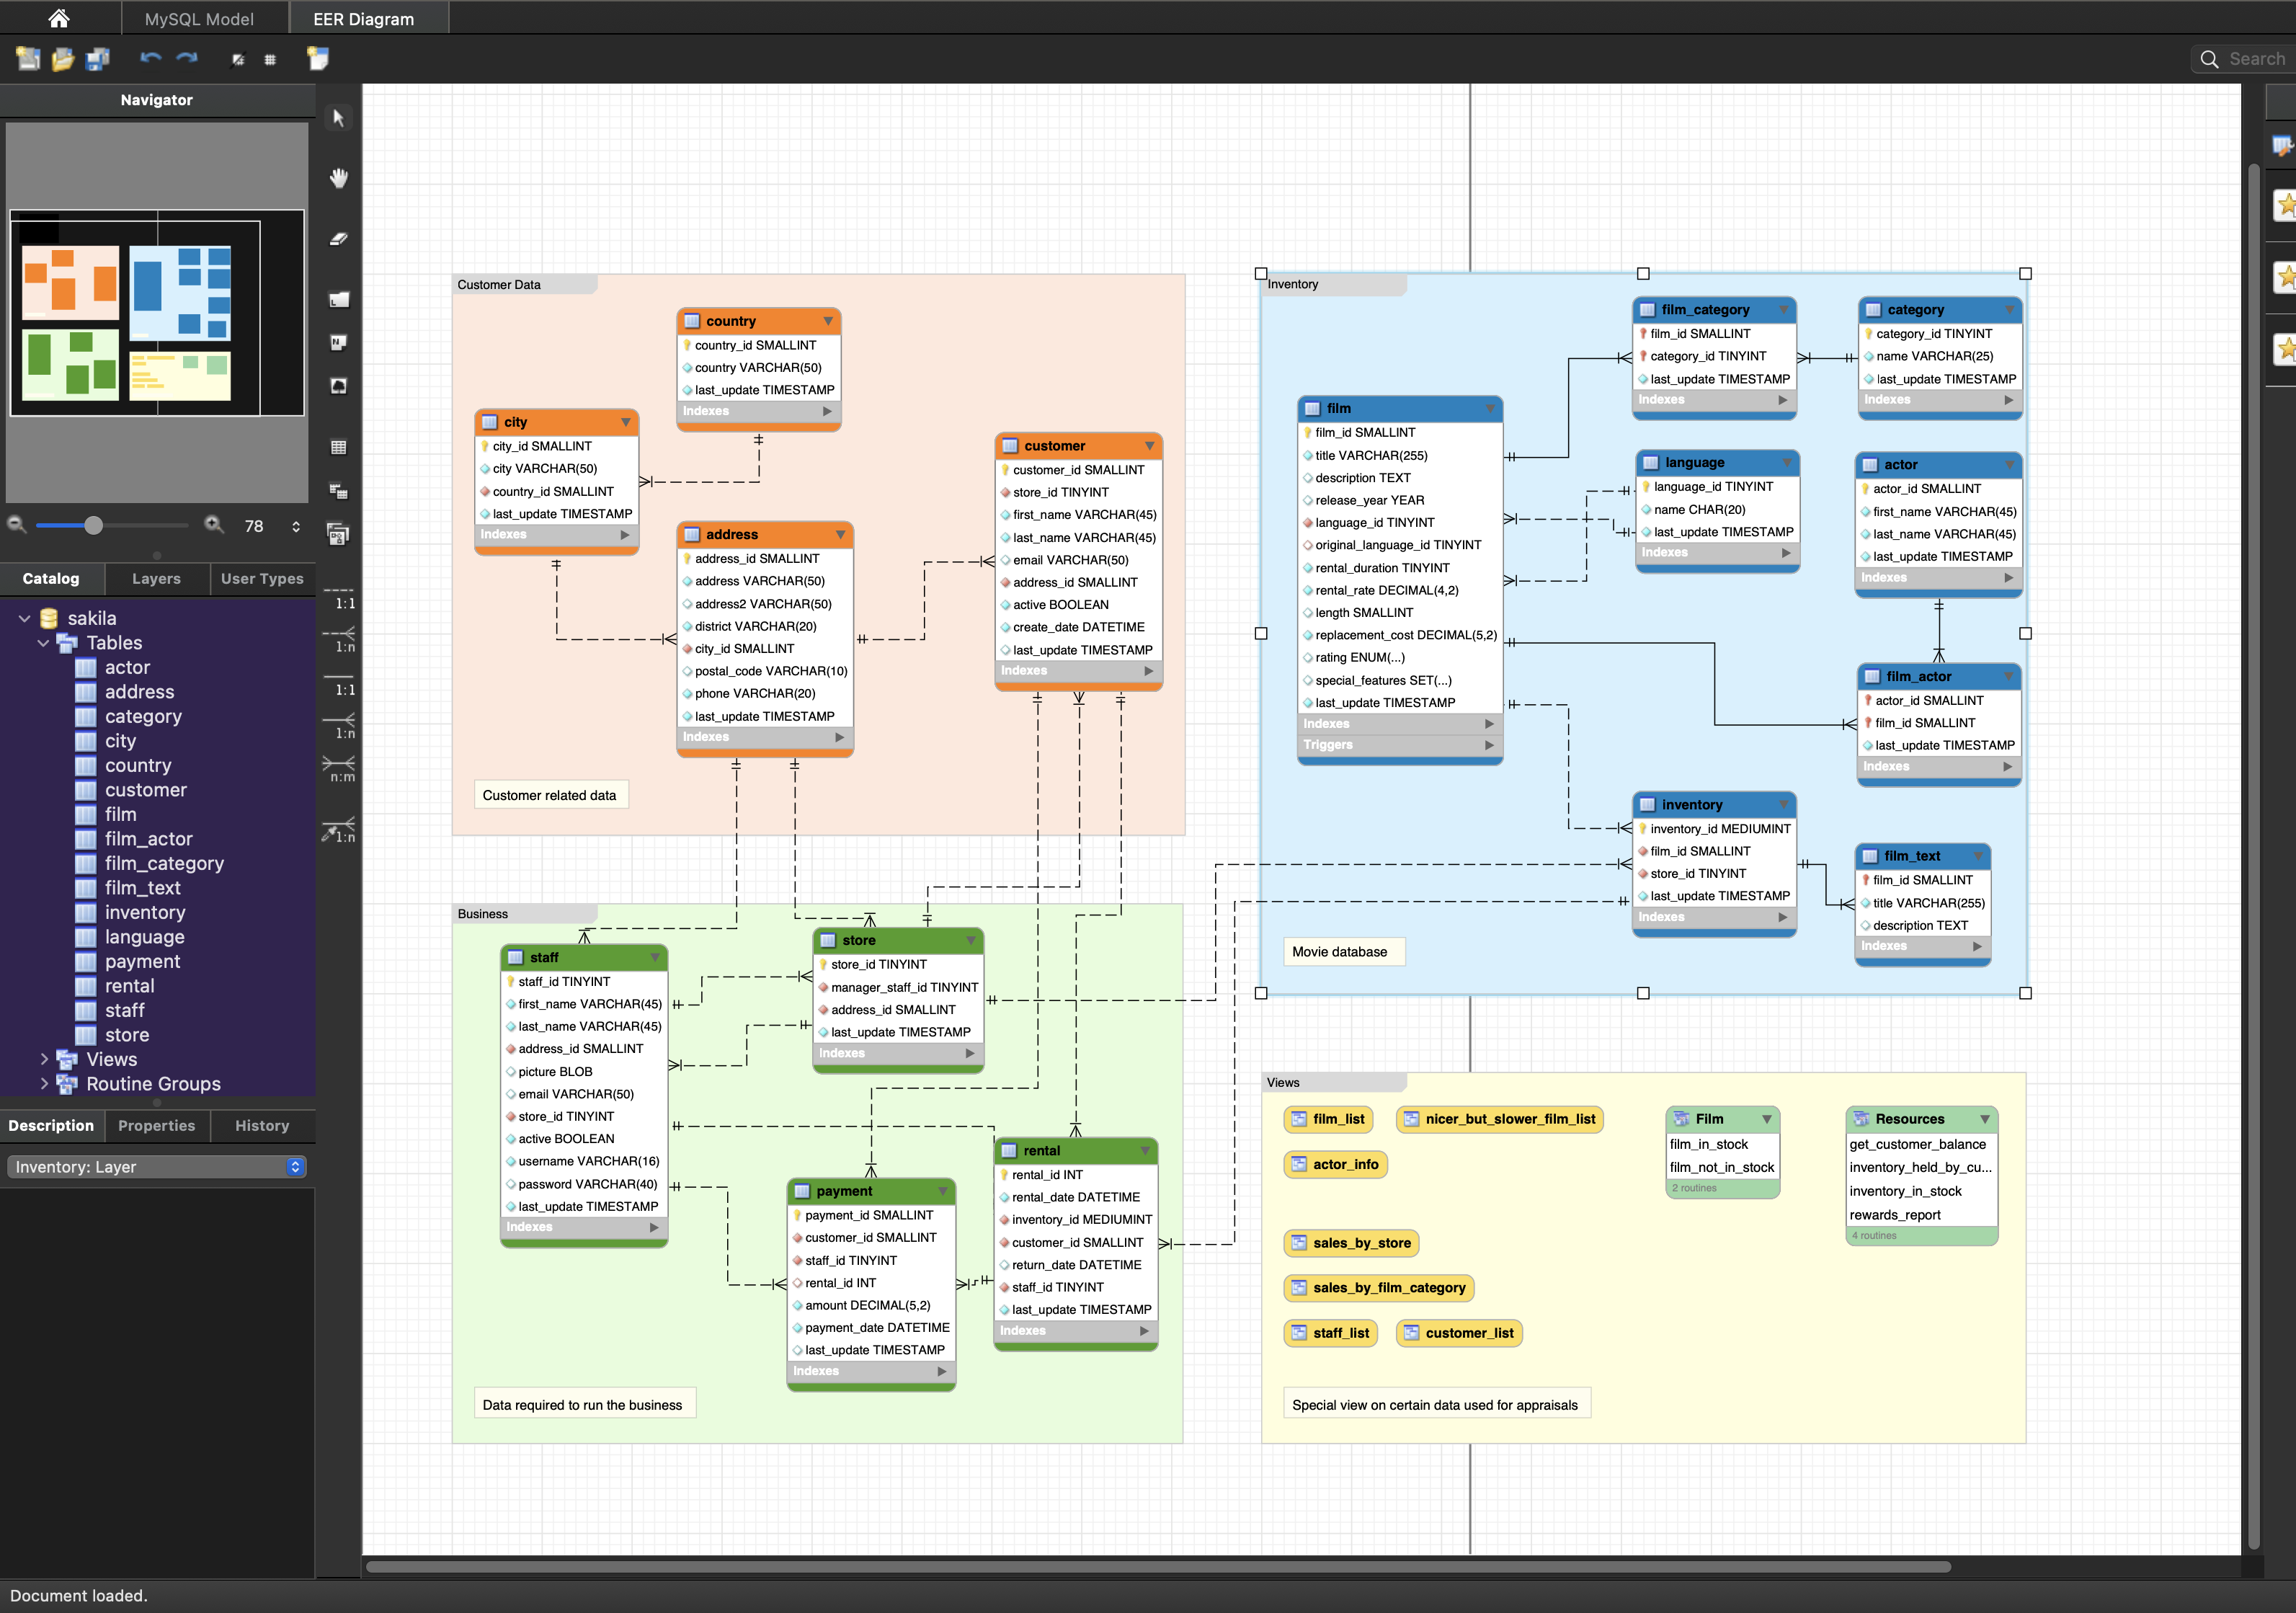 MySQL Model
EER Diagram
Search
Navigator
78
Catalog
Layers
User Types
sakila
Tables
actor
address
category
city
country
customer
film
film_actor
film_category
film_text
inventory
language
payment
rental
staff
store
Views
Routine Groups
Description
Properties
History
Inventory: Layer
Document loaded.
1:1
1:n
1:1
1:n
n:m
1:n
Customer Data
country
country_id SMALLINT
country VARCHAR(50)
last_update TIMESTAMP
Indexes
city
city_id SMALLINT
city VARCHAR(50)
country_id SMALLINT
last_update TIMESTAMP
Indexes
address
address_id SMALLINT
address VARCHAR(50)
address2 VARCHAR(50)
district VARCHAR(20)
city_id SMALLINT
postal_code VARCHAR(10)
phone VARCHAR(20)
last_update TIMESTAMP
Indexes
customer
customer_id SMALLINT
store_id TINYINT
first_name VARCHAR(45)
last_name VARCHAR(45)
email VARCHAR(50)
address_id SMALLINT
active BOOLEAN
create_date DATETIME
last_update TIMESTAMP
Indexes
Customer related data
Inventory
film
film_id SMALLINT
title VARCHAR(255)
description TEXT
release_year YEAR
language_id TINYINT
original_language_id TINYINT
rental_duration TINYINT
rental_rate DECIMAL(4,2)
length SMALLINT
replacement_cost DECIMAL(5,2)
rating ENUM(...)
special_features SET(...)
last_update TIMESTAMP
Indexes
Triggers
film_category
film_id SMALLINT
category_id TINYINT
last_update TIMESTAMP
Indexes
category
category_id TINYINT
name VARCHAR(25)
last_update TIMESTAMP
Indexes
language
language_id TINYINT
name CHAR(20)
last_update TIMESTAMP
Indexes
actor
actor_id SMALLINT
first_name VARCHAR(45)
last_name VARCHAR(45)
last_update TIMESTAMP
Indexes
film_actor
actor_id SMALLINT
film_id SMALLINT
last_update TIMESTAMP
Indexes
inventory
inventory_id MEDIUMINT
film_id SMALLINT
store_id TINYINT
last_update TIMESTAMP
Indexes
film_text
film_id SMALLINT
title VARCHAR(255)
description TEXT
Indexes
Movie database
Business
staff
staff_id TINYINT
first_name VARCHAR(45)
last_name VARCHAR(45)
address_id SMALLINT
picture BLOB
email VARCHAR(50)
store_id TINYINT
active BOOLEAN
username VARCHAR(16)
password VARCHAR(40)
last_update TIMESTAMP
Indexes
store
store_id TINYINT
manager_staff_id TINYINT
address_id SMALLINT
last_update TIMESTAMP
Indexes
payment
payment_id SMALLINT
customer_id SMALLINT
staff_id TINYINT
rental_id INT
amount DECIMAL(5,2)
payment_date DATETIME
last_update TIMESTAMP
Indexes
rental
rental_id INT
rental_date DATETIME
inventory_id MEDIUMINT
customer_id SMALLINT
return_date DATETIME
staff_id TINYINT
last_update TIMESTAMP
Indexes
Data required to run the business
Views
film_list
nicer_but_slower_film_list
actor_info
sales_by_store
sales_by_film_category
staff_list
customer_list
Film
film_in_stock
film_not_in_stock
2 routines
Resources
get_customer_balance
inventory_held_by_cu...
inventory_in_stock
rewards_report
4 routines
Special view on certain data used for appraisals